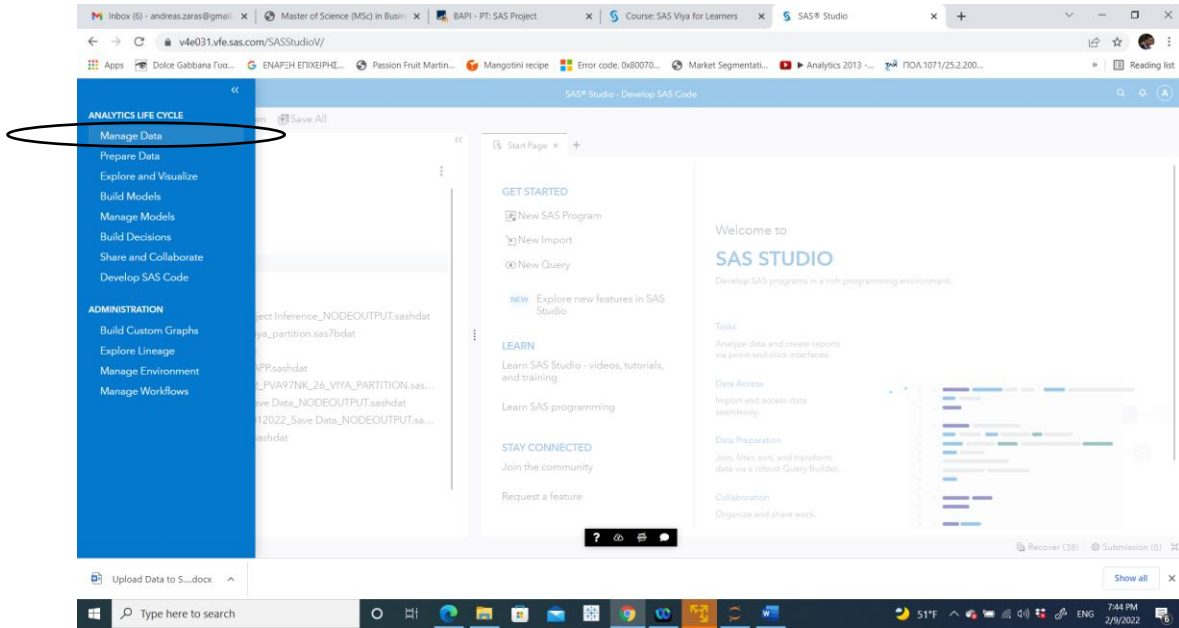 Inbox (6) - andreas.zaras@gmail
Master of Science (MSc) in Busin
BAPI - PT: SAS Project
Course: SAS Viya for Learners
SAS® Studio
v4e031.vfe.sas.com/SASStudioV/
Apps
Dolce Gabbana Γυα...
ΕΝΑΡΞΗ ΕΠΙΧΕΙΡΗΣ...
Passion Fruit Martin...
Mangotini recipe
Error code. 0x80070...
Market Segmentati...
Analytics 2013 -...
ΠΟΛ.1071/25.2.200...
Reading list
SAS® Studio - Develop SAS Code
A
ANALYTICS LIFE CYCLE
Manage Data
Prepare Data
Explore and Visualize
Build Models
Manage Models
Build Decisions
Share and Collaborate
Develop SAS Code
ADMINISTRATION
Build Custom Graphs
Explore Lineage
Manage Environment
Manage Workflows
en
Save All
ject Inference_NODEOUTPUT.sashdat
iya_partition.sas7bdat
APP.sashdat
2_PVA97NK_26_VIYA_PARTITION.sas...
ave Data_NODEOUTPUT.sashdat
012022_Save Data_NODEOUTPUT.sa...
sashdat
Start Page
GET STARTED
New SAS Program
New Import
New Query
NEW Explore new features in SAS
Studio
LEARN
Learn SAS Studio - videos, tutorials,
and training
Learn SAS programming
STAY CONNECTED
Join the community
Request a feature
Welcome to
SAS STUDIO
Develop SAS programs in a rich programming environment.
Tasks
Analyze data and create reports
via point-and-click interfaces.
Data Access
Import and access data
seamlessly.
Data Preparation
Join, filter, sort, and transform
data via a robust Query Builder.
Collaboration
Organize and share work.
Recover (38)
Submission (0)
Upload Data to S....docx
Show all
Type here to search
51°F
ENG
7:44 PM
2/9/2022
6